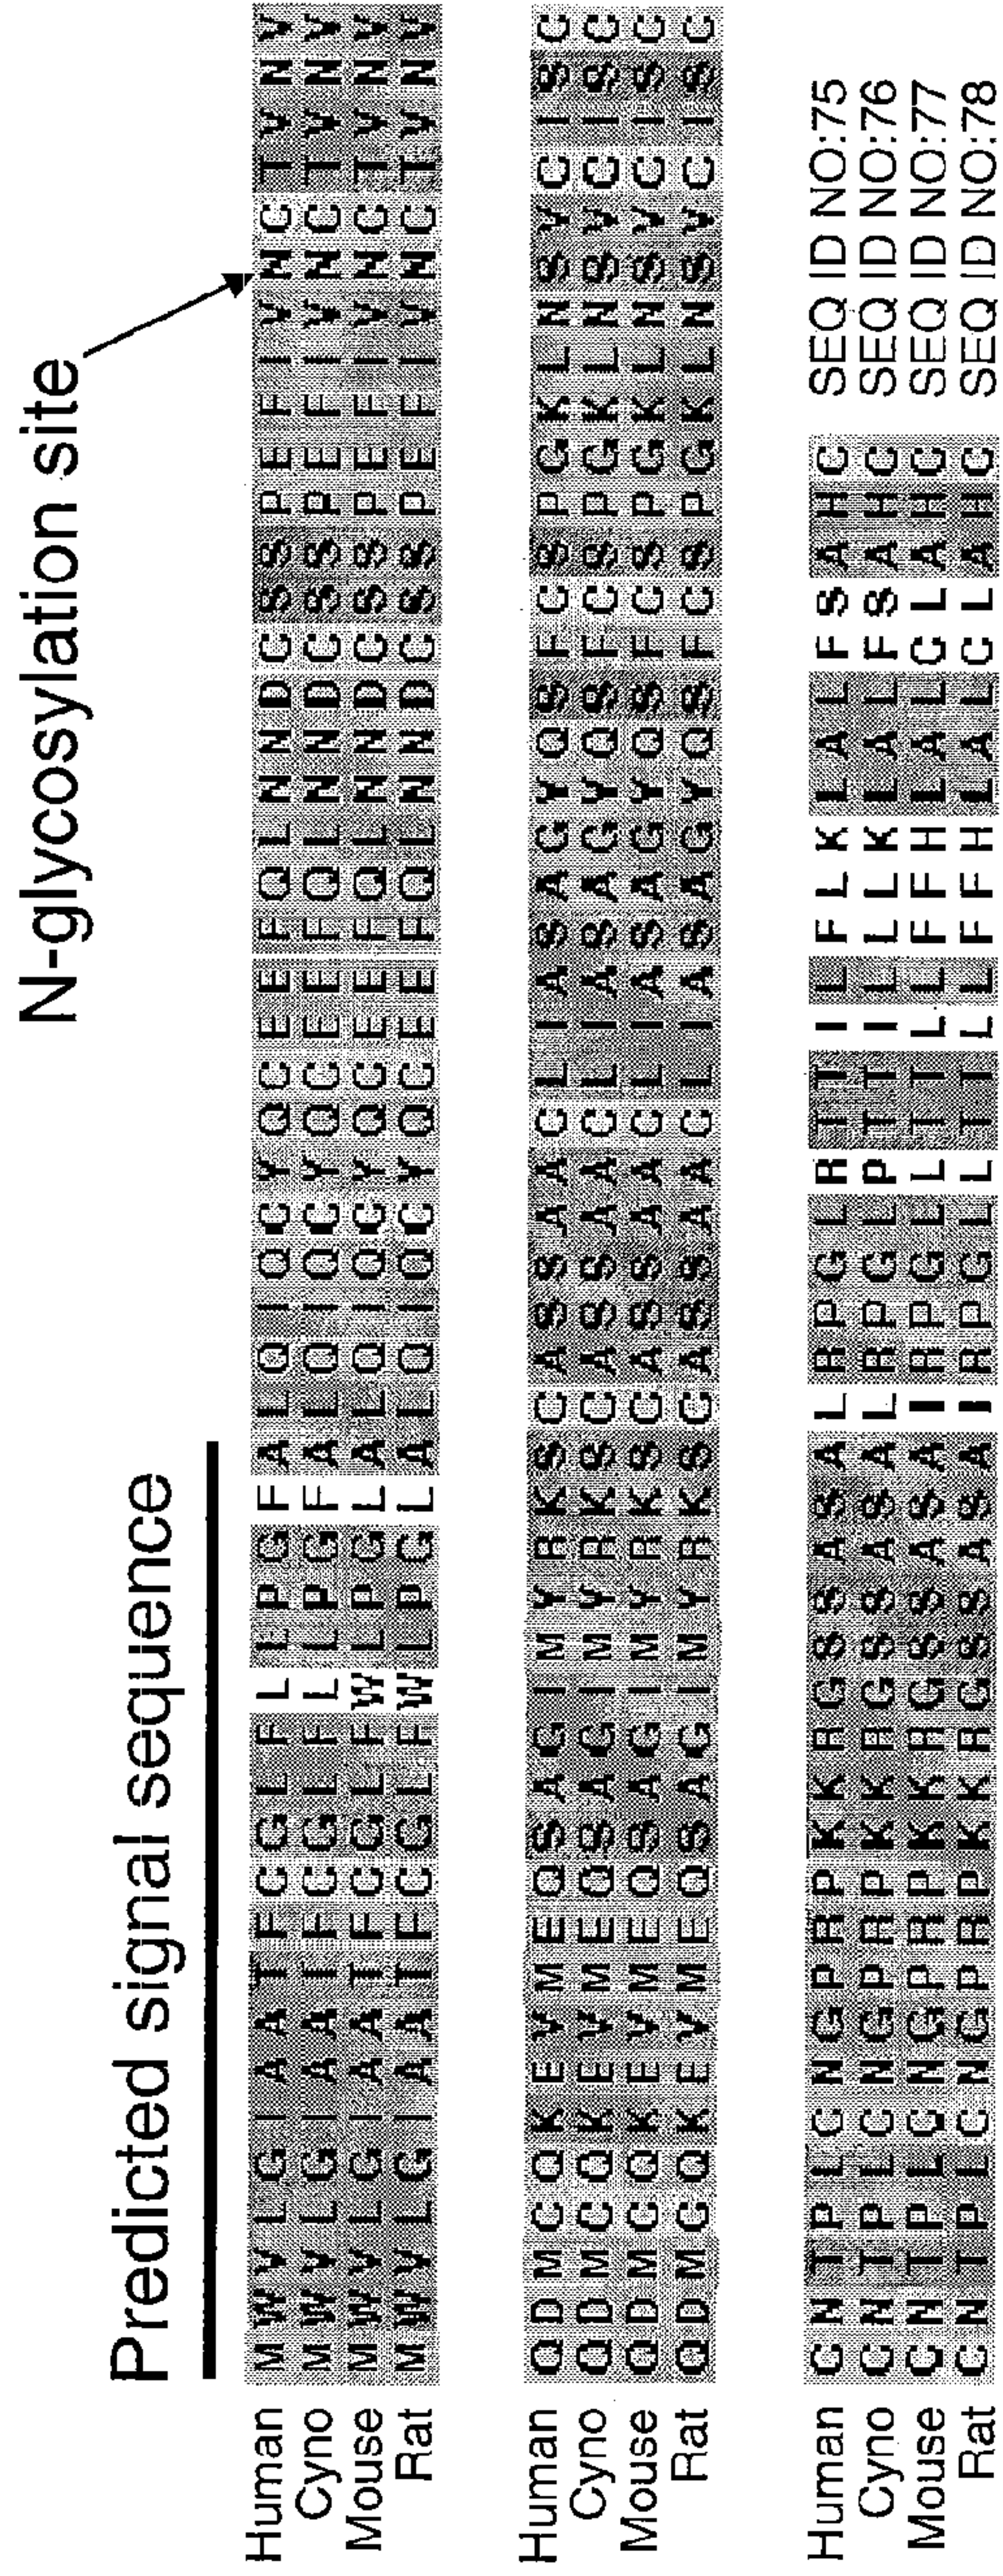 N-glycosylation site
Predicted signal sequence
Human M W V L G I A A T F C G L F L L P G F A L Q I Q C Y Q C E E F Q L N N D C S S P E F I V N C T V N V
Cyno M W V L G I A A T F C G L F L L P G F A L Q I Q C Y Q C E E F Q L N N D C S S P E F I V N C T V N V
Mouse M W V L G I A A T F C G L F W L P G L A L Q I Q C Y Q C E E F Q L N N D C S S P E F I V N C T V N V
Rat M W V L G I A A T F C G L F W L P G L A L Q I Q C Y Q C E E F Q L N N D C S S P E F I V N C T V N V
Human Q D M C Q K E V M E Q S A G I M Y R K S C A S S A A C L I A S A G Y Q S F C S P G K L N S V C I S C
Cyno Q D M C Q K E V M E Q S A G I M Y R K S C A S S A A C L I A S A G Y Q S F C S P G K L N S V C I S C
Mouse Q D M C Q K E V M E Q S A G I M Y R K S C A S S A A C L I A S A G Y Q S F C S P G K L N S V C I S C
Rat Q D M C Q K E V M E Q S A G I M Y R K S C A S S A A C L I A S A G Y Q S F C S P G K L N S V C I S C
Human C N T P L C N G P R P K K R G S S A S A L R P G L R T T I L F L K L A L F S A H C SEQ ID NO:75
Cyno C N T P L C N G P R P K K R G S S A S A L R P G L P T T I L L L K L A L F S A H C SEQ ID NO:76
Mouse C N T P L C N G P R P K K R G S S A S A I R P G L L T T L L F F H L A L C L A H C SEQ ID NO:77
Rat C N T P L C N G P R P K K R G S S A S A I R P G L L T T L L F F H L A L C L A H C SEQ ID NO:78